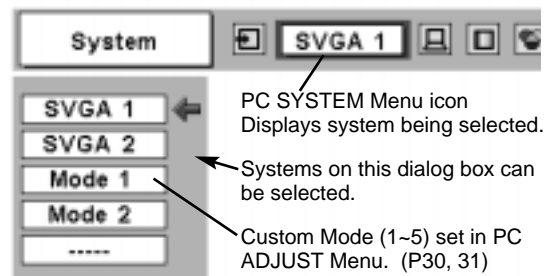 System
SVGA 1
PC SYSTEM Menu icon
Displays system being selected.
SVGA 1
SVGA 2
Mode 1
Mode 2
-----
Systems on this dialog box can
be selected.
Custom Mode (1~5) set in PC
ADJUST Menu. (P30, 31)